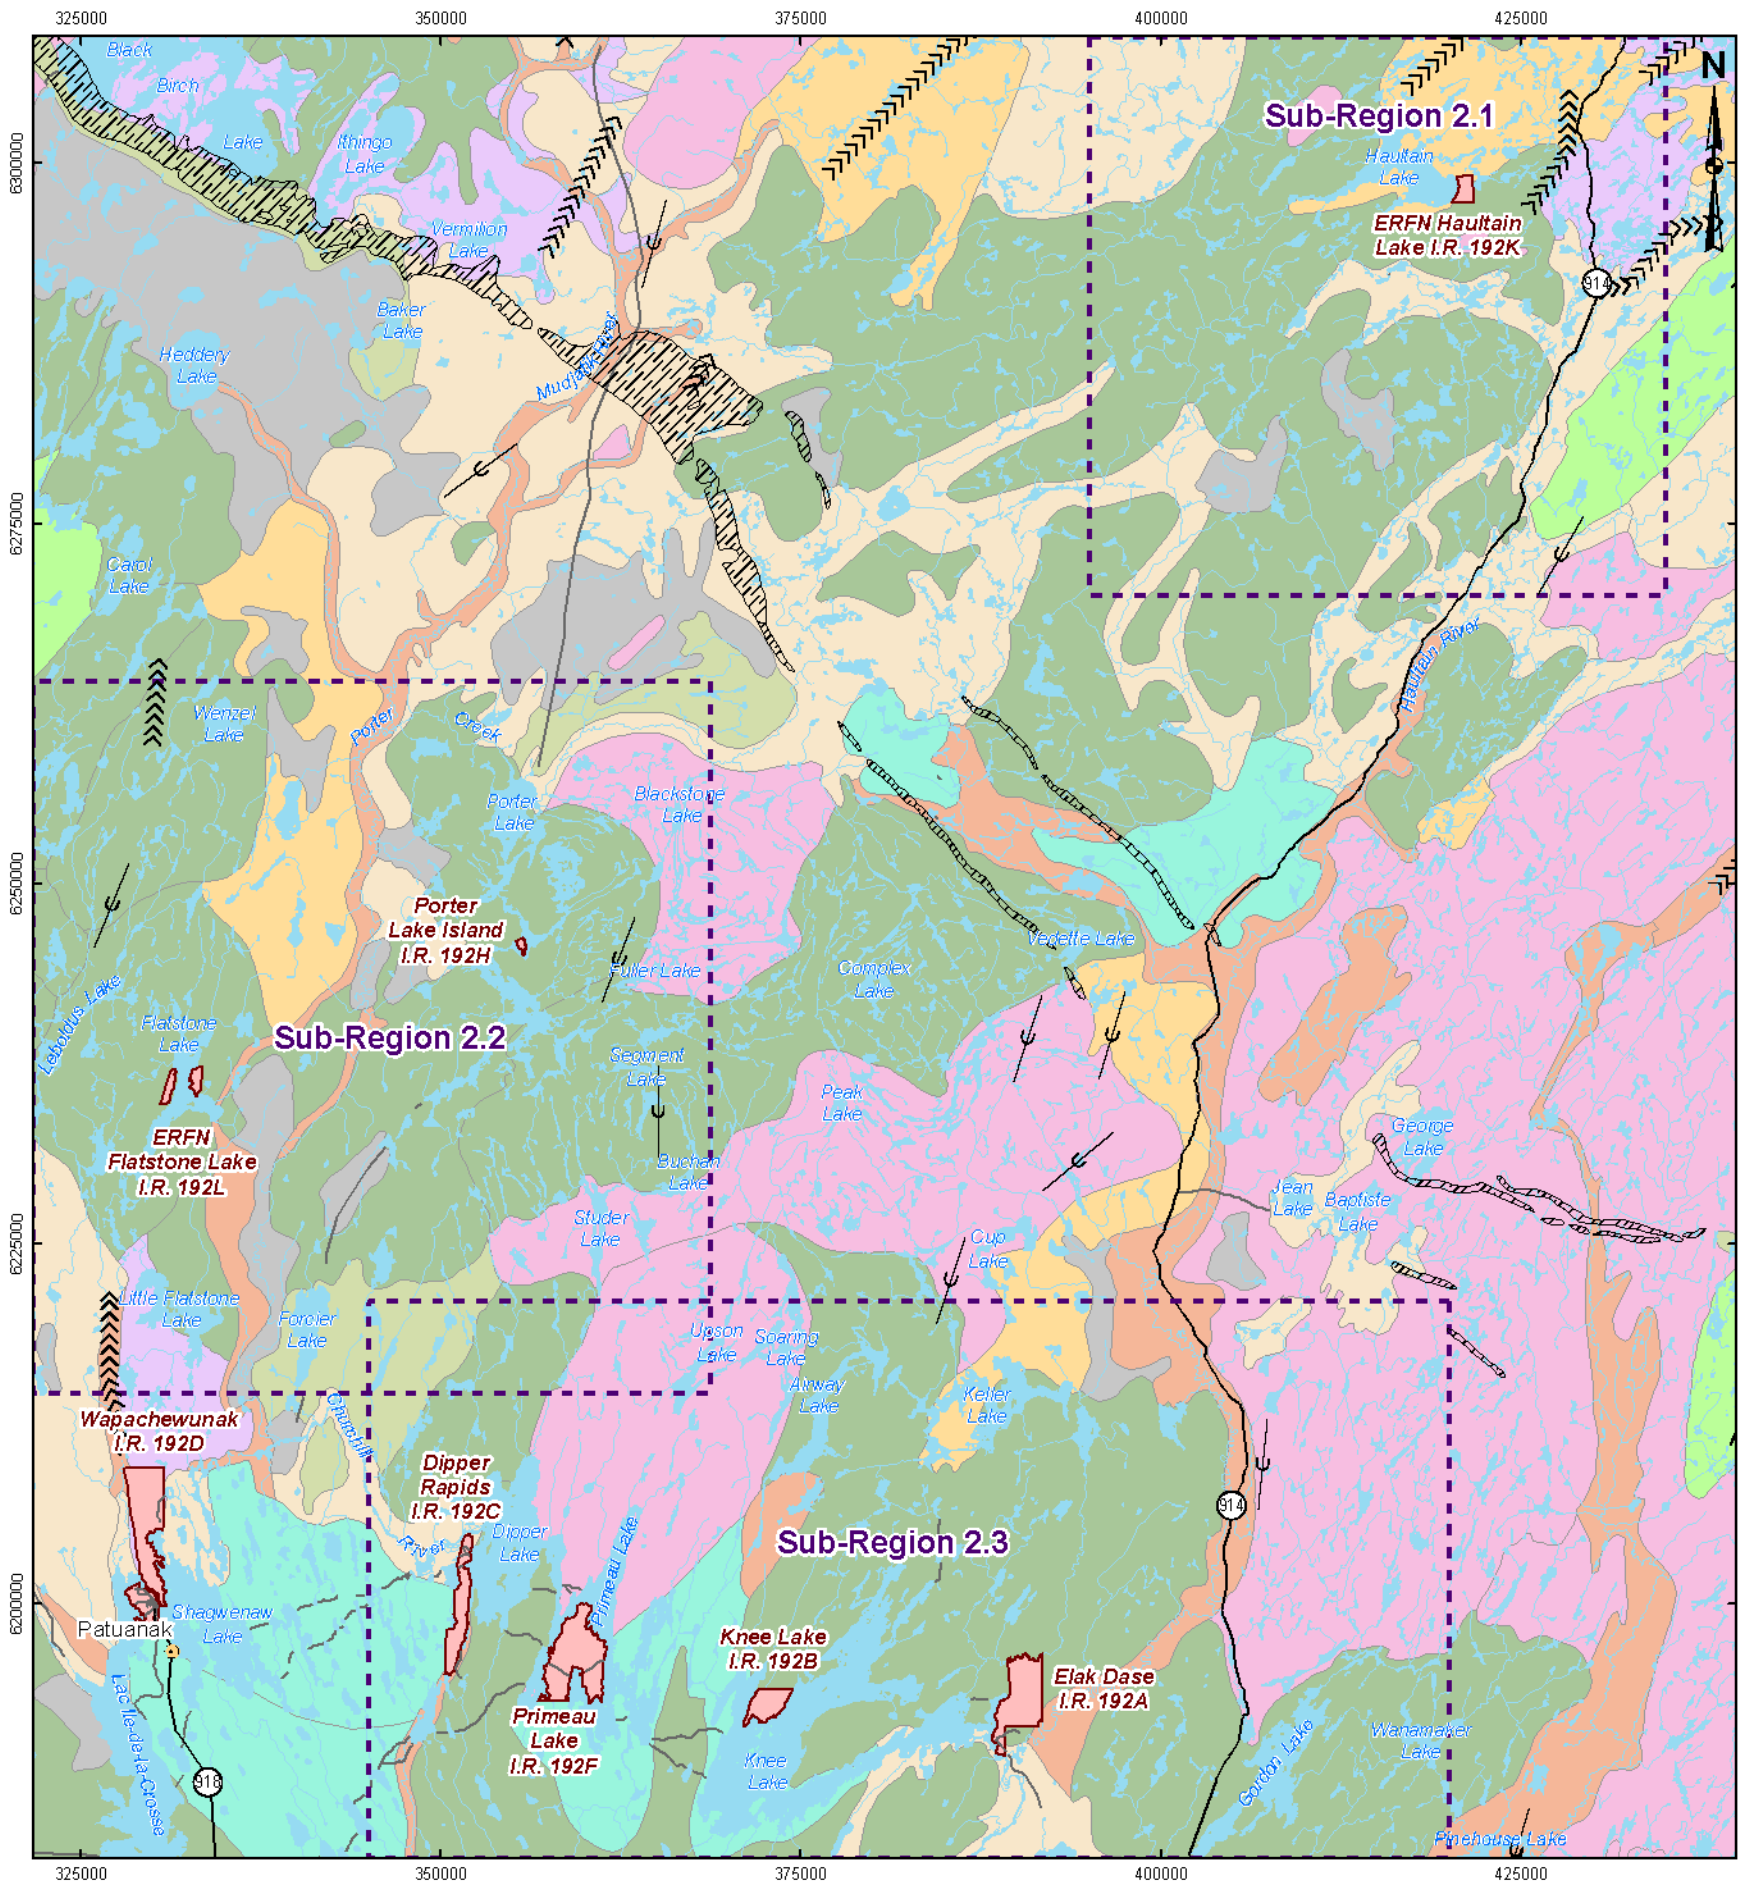 325000
350000
375000
400000
425000
Black
Birch
Lake
Ithingo
Lake
Vermilion
Lake
Sub-Region 2.1
N
Haultain
Lake
ERFN Haultain
Lake I.R. 192K
914
6300000
Baker
Lake
Heddery
Lake
Mudjatik River
6275000
Carol
Lake
Haultain River
Wenzel
Lake
Porter
Creek
Porter
Lake
Blackstone
Lake
6250000
Porter
Lake Island
I.R. 192H
Fuller Lake
Vedette Lake
Complex
Lake
Leboldus Lake
Flatstone
Lake
Sub-Region 2.2
Segment
Lake
Peak
Lake
ERFN
Flatstone Lake
I.R. 192L
Buchan
Lake
George
Lake
Jean
Lake
Baptiste
Lake
Studer
Lake
Cup
Lake
6225000
Little Flatstone
Lake
Forcier
Lake
Upson
Lake
Soaring
Lake
Airway
Lake
Keller
Lake
Wapachewunak
I.R. 192D
Churchill
River
Dipper
Rapids
I.R. 192C
Dipper
Lake
Primeau Lake
Sub-Region 2.3
914
6200000
Shagwenaw
Lake
Patuanak
Knee Lake
I.R. 192B
Elak Dase
I.R. 192A
Primeau
Lake
I.R. 192F
Lac Ile-de-la-Crosse
918
Knee
Lake
Gordon Lake
Wanamaker
Lake
Pinehouse Lake
325000
350000
375000
400000
425000